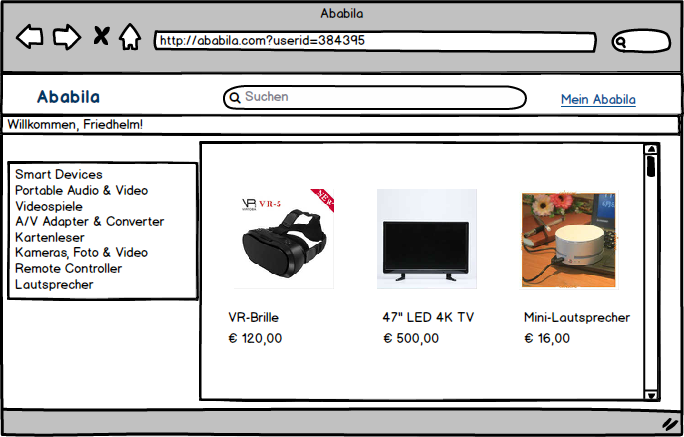 Ababila
http://ababila.com?userid=384395
Ababila
Suchen
Mein Ababila
Willkommen, Friedhelm!
Smart Devices
Portable Audio & Video
Videospiele
A/V Adapter & Converter
Kartenleser
Kameras, Foto & Video
Remote Controller
Lautsprecher
VR VR-5
NEW
VR-Brille
€ 120,00
47" LED 4K TV
€ 500,00
Mini-Lautsprecher
€ 16,00